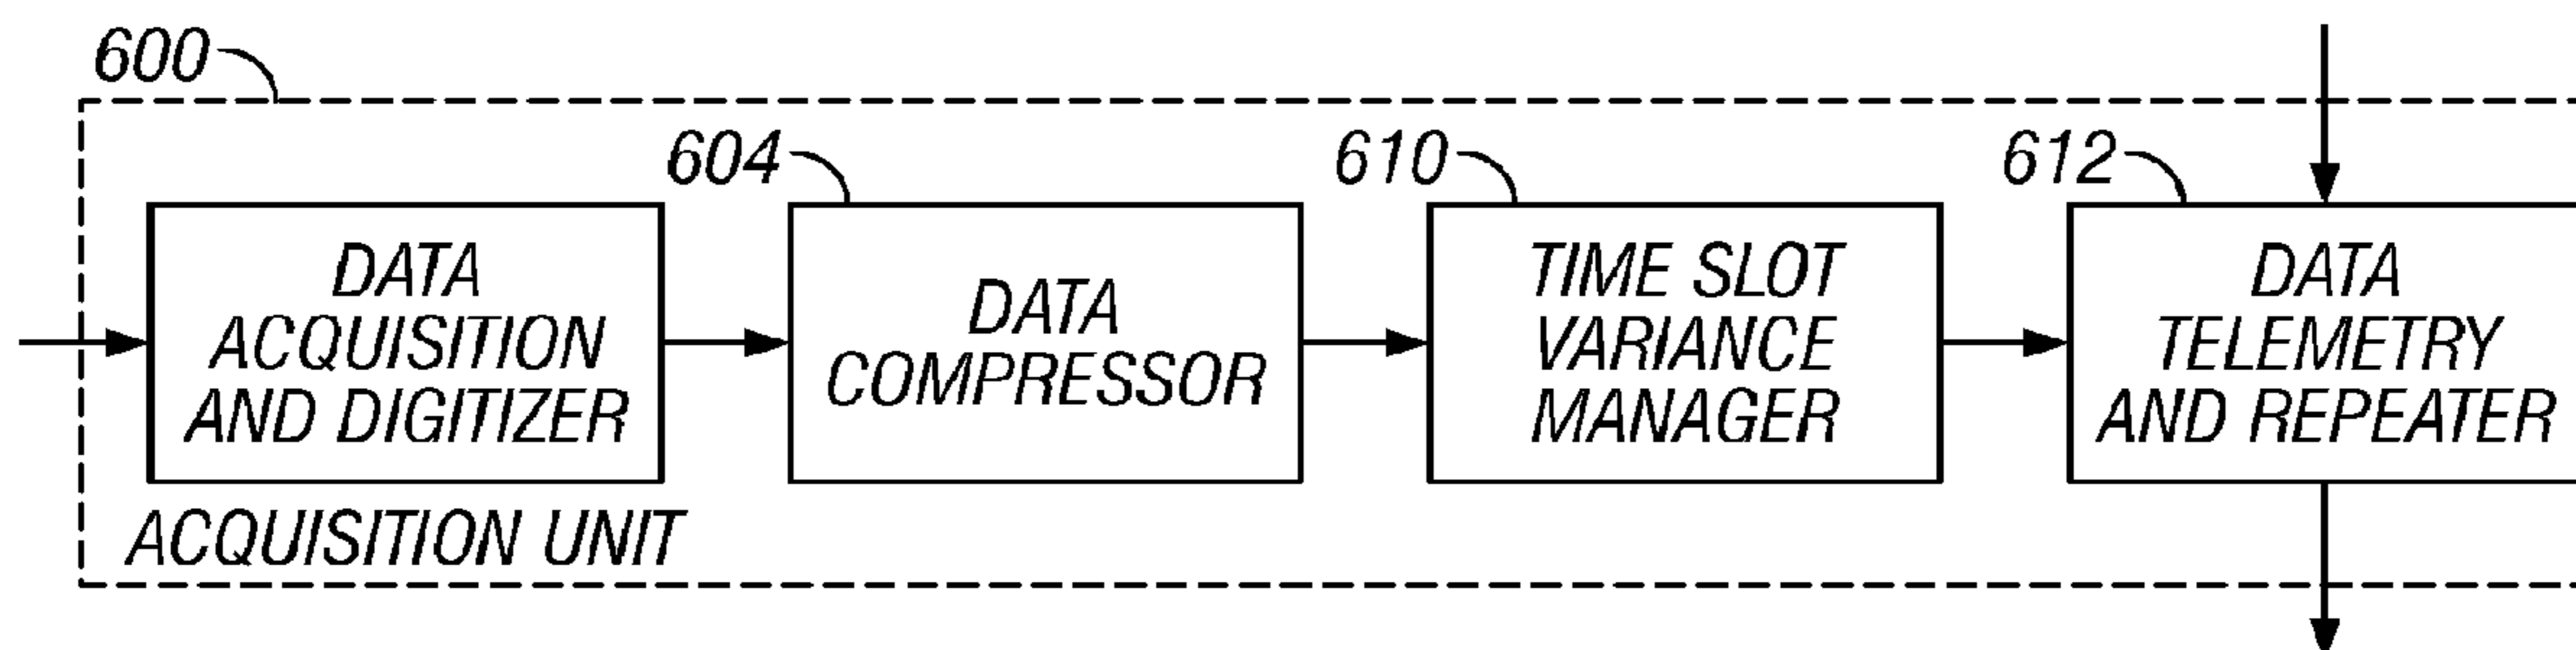 600
604
610
612
DATA
ACQUISITION
AND DIGITIZER
DATA
COMPRESSOR
TIME SLOT
VARIANCE
MANAGER
DATA
TELEMETRY
AND REPEATER
ACQUISITION UNIT